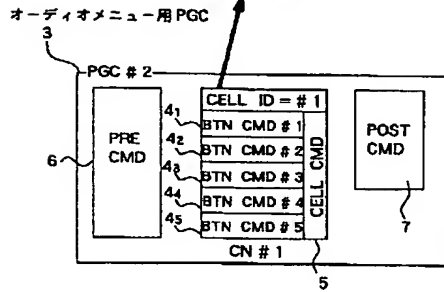 オーディオメニュー用PGC
3
PGC # 2
6
PRE
CMD
CELL ID = # 1
4₁
BTN CMD # 1
4₂
BTN CMD # 2
4₃
BTN CMD # 3
4₄
BTN CMD # 4
4₅
BTN CMD # 5
CELL CMD
CN # 1
5
POST
CMD
7